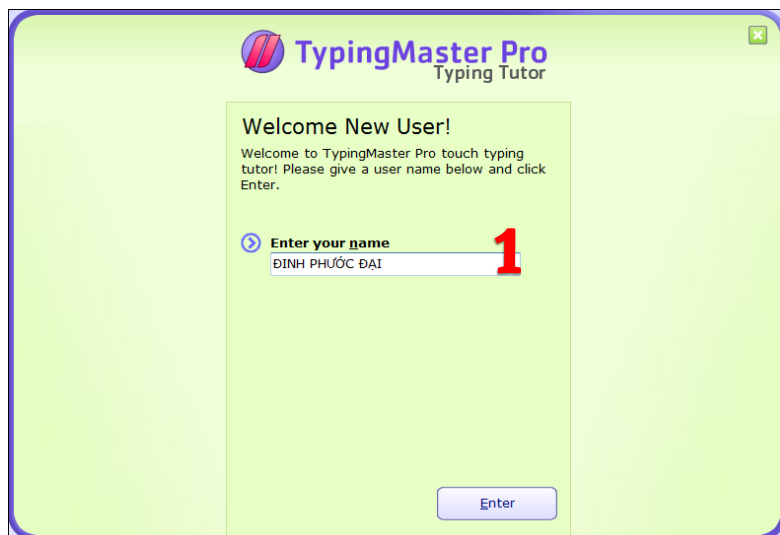 TypingMaster Pro
Typing Tutor
Welcome New User!
Welcome to TypingMaster Pro touch typing
tutor! Please give a user name below and click
Enter.
Enter your name
1
ĐINH PHƯỚC ĐẠI
Enter